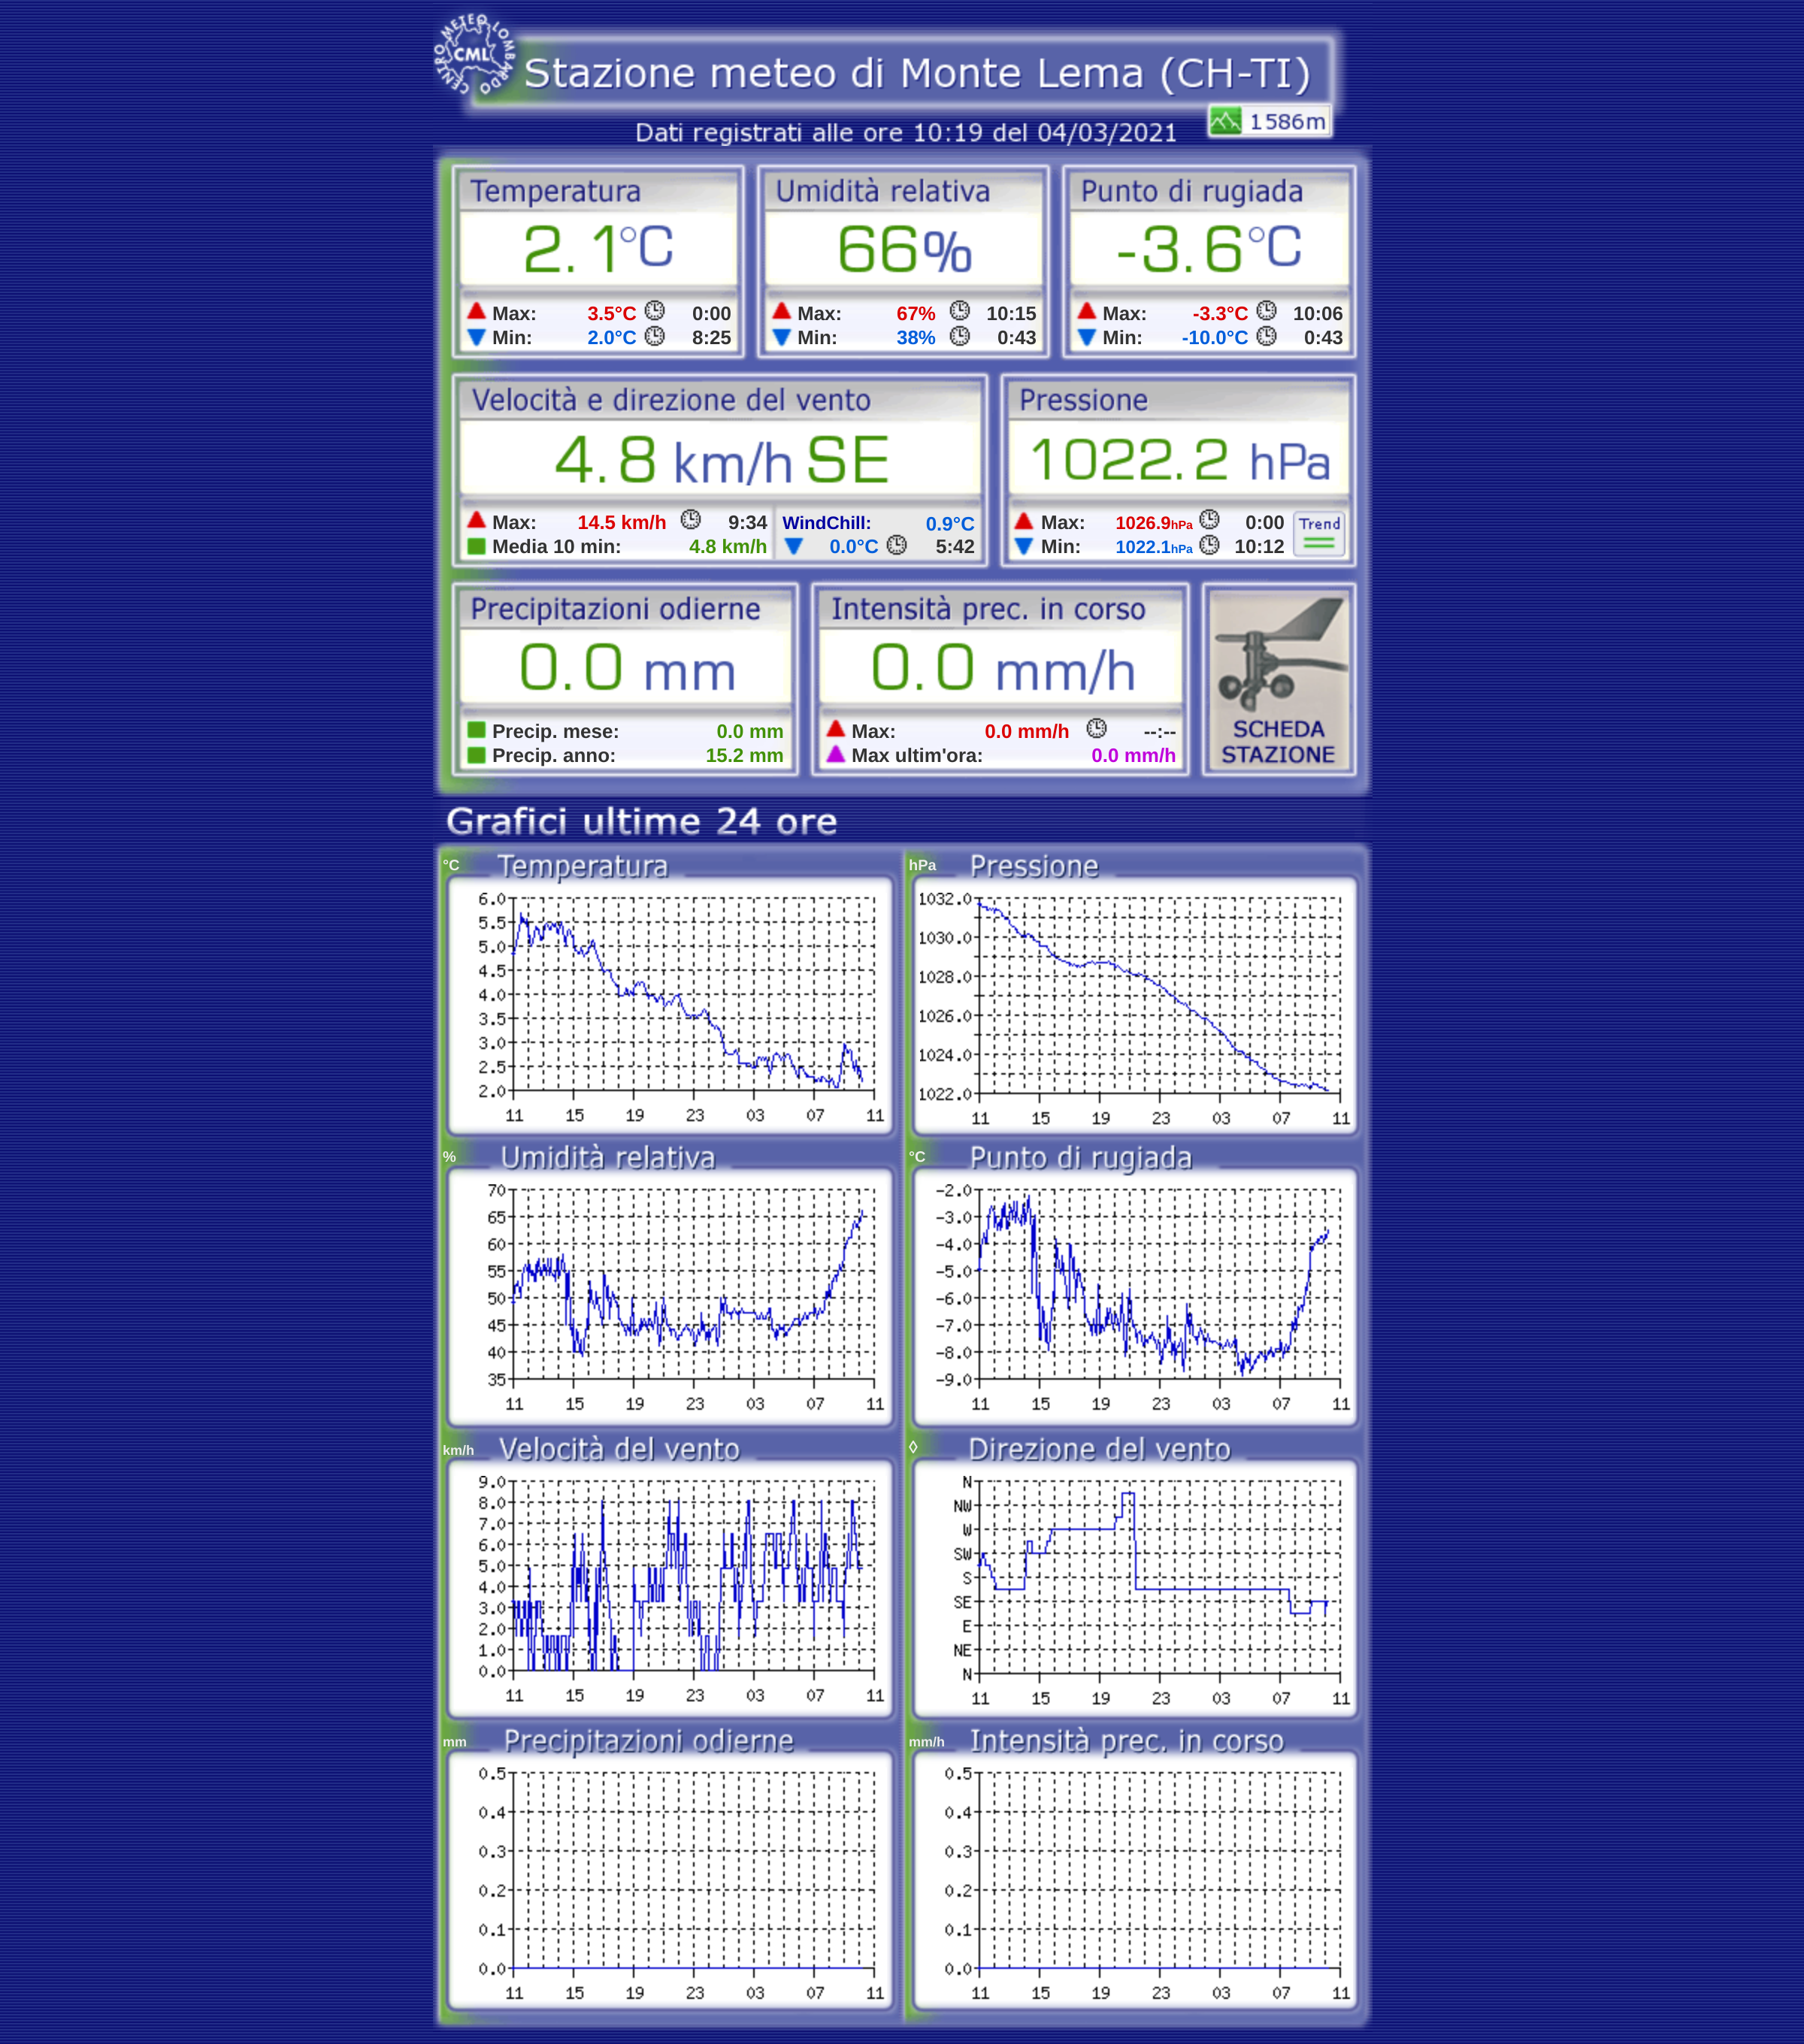 CENTRO METEO LOMBARDO
CML
Stazione meteo di Monte Lema (CH-TI)
1586m
Dati registrati alle ore 10:19 del 04/03/2021
Temperatura
2.1°C
Max: 3.5°C 0:00
Min: 2.0°C 8:25
Umidità relativa
66%
Max: 67% 10:15
Min: 38% 0:43
Punto di rugiada
-3.6°C
Max: -3.3°C 10:06
Min: -10.0°C 0:43
Velocità e direzione del vento
4.8 km/h SE
Max: 14.5 km/h 9:34
Media 10 min: 4.8 km/h
WindChill: 0.9°C
0.0°C 5:42
Pressione
1022.2 hPa
Max: 1026.9hPa 0:00
Min: 1022.1hPa 10:12
Trend
Precipitazioni odierne
0.0 mm
Precip. mese: 0.0 mm
Precip. anno: 15.2 mm
Intensità prec. in corso
0.0 mm/h
Max: 0.0 mm/h --:--
Max ultim'ora: 0.0 mm/h
SCHEDA
STAZIONE
Grafici ultime 24 ore
°C Temperatura
6.0
5.5
5.0
4.5
4.0
3.5
3.0
2.5
2.0
11 15 19 23 03 07 11
hPa Pressione
1032.0
1030.0
1028.0
1026.0
1024.0
1022.0
11 15 19 23 03 07 11
% Umidità relativa
70
65
60
55
50
45
40
35
11 15 19 23 03 07 11
°C Punto di rugiada
-2.0
-3.0
-4.0
-5.0
-6.0
-7.0
-8.0
-9.0
11 15 19 23 03 07 11
km/h Velocità del vento
9.0
8.0
7.0
6.0
5.0
4.0
3.0
2.0
1.0
0.0
11 15 19 23 03 07 11
◊ Direzione del vento
N
NW
W
SW
S
SE
E
NE
N
11 15 19 23 03 07 11
mm Precipitazioni odierne
0.5
0.4
0.3
0.2
0.1
0.0
11 15 19 23 03 07 11
mm/h Intensità prec. in corso
0.5
0.4
0.3
0.2
0.1
0.0
11 15 19 23 03 07 11